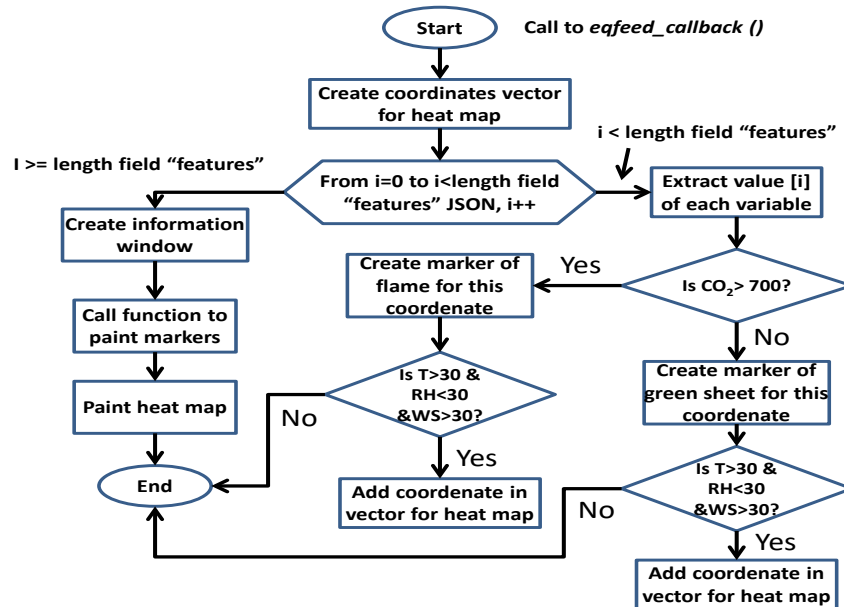 Start
Call to eqfeed_callback ()
Create coordinates vector
for heat map
i < length field “features”
I >= length field “features”
From i=0 to i<length field
“features” JSON, i++
Extract value [i]
of each variable
Create information
window
Create marker of
flame for this
coordenate
Yes
Is CO₂> 700?
No
Call function to
paint markers
Create marker of
green sheet for this
coordenate
Is T>30 &
RH<30
&WS>30?
No
Yes
Paint heat map
End
Add coordenate in
vector for heat map
Is T>30 &
RH<30
&WS>30?
No
Yes
Add coordenate in
vector for heat map